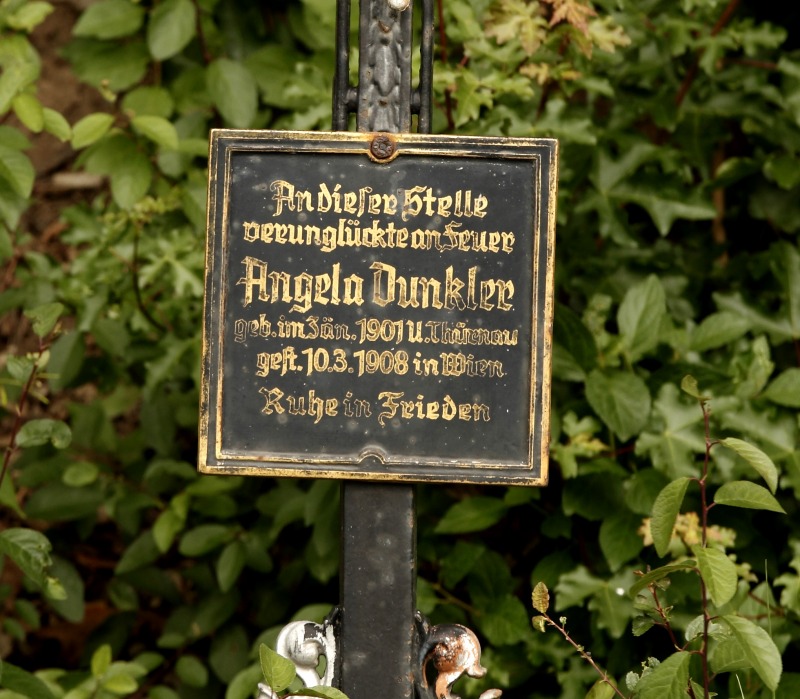 An dieser Stelle
verunglückte an Feuer
Angela Dunkler
geb. im Jän. 1901 U. Thürnau
gest. 10.3. 1908 in Wien
Ruhe in Frieden